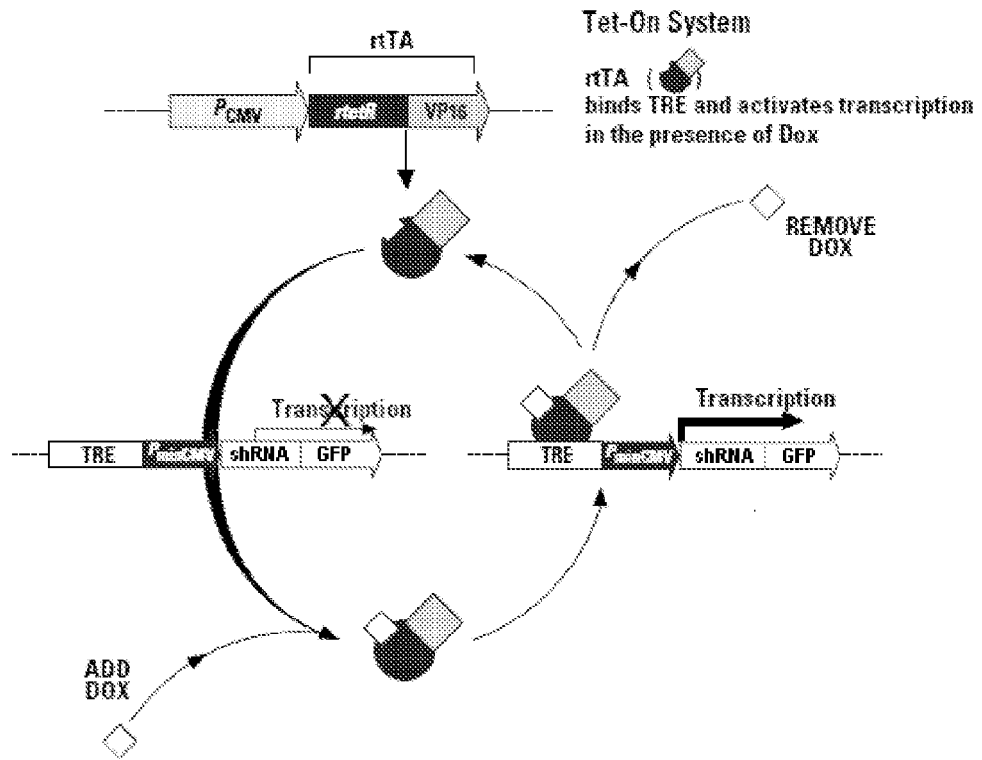 Tet-On System
rtTA
rtTA ( )
binds TRE and activates transcription
in the presence of Dox
PCMV
VP16
REMOVE
DOX
Transcription
TRE
shRNA
GFP
Transcription
TRE
shRNA
GFP
ADD
DOX